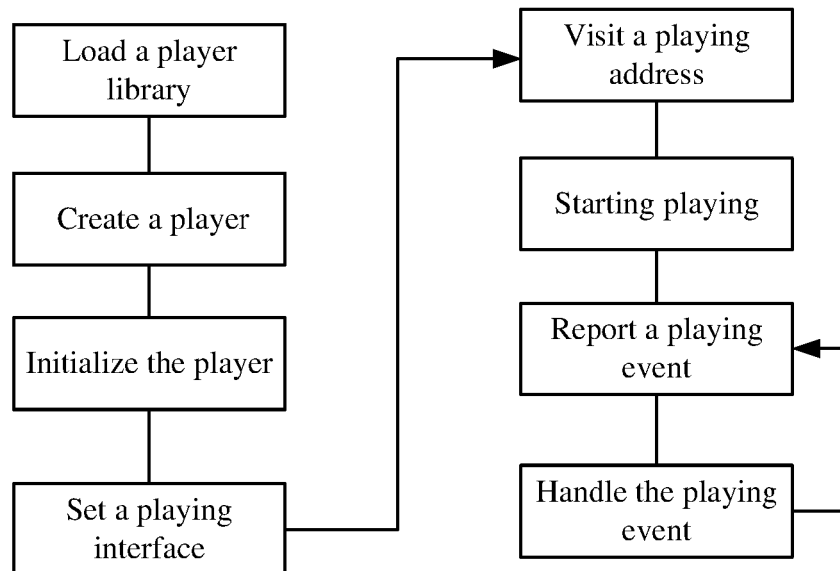 Load a player
library
Create a player
Initialize the player
Set a playing
interface
Visit a playing
address
Starting playing
Report a playing
event
Handle the playing
event